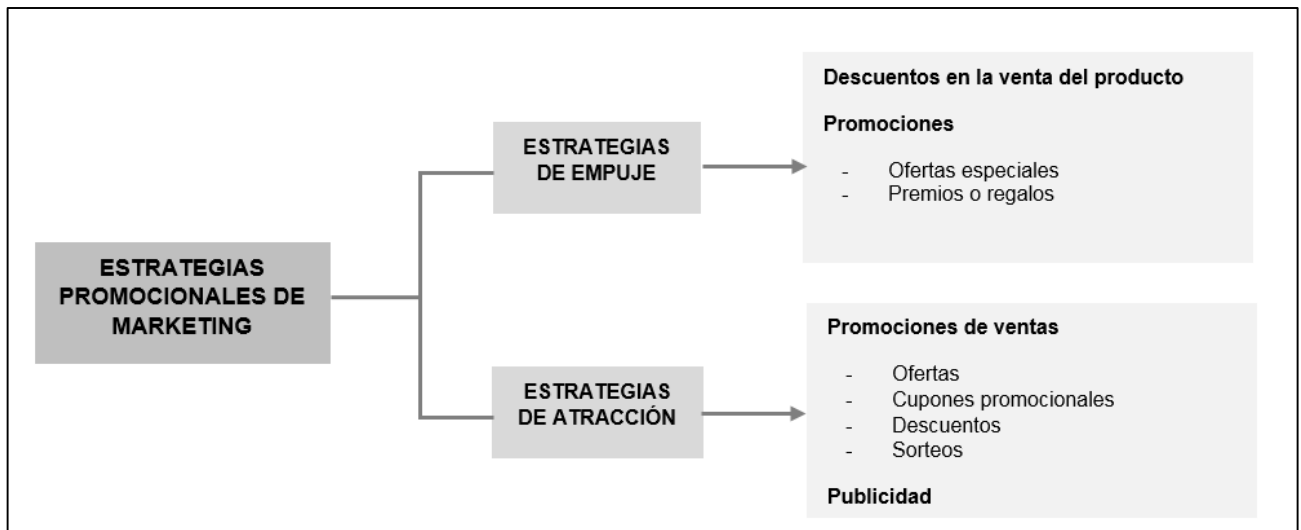 ESTRATEGIAS
PROMOCIONALES DE
MARKETING
ESTRATEGIAS
DE EMPUJE
Descuentos en la venta del producto
Promociones
- Ofertas especiales
- Premios o regalos
ESTRATEGIAS
DE ATRACCIÓN
Promociones de ventas
- Ofertas
- Cupones promocionales
- Descuentos
- Sorteos
Publicidad